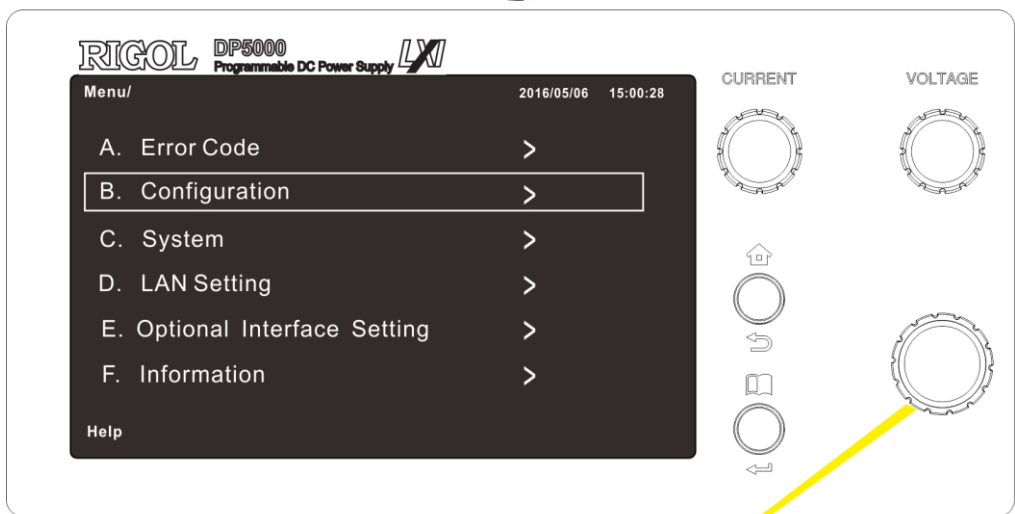 RIGOL DP5000 LXI
Programmable DC Power Supply
CURRENT VOLTAGE
Menu/ 2016/05/06 15:00:28
A. Error Code >
B. Configuration >
C. System >
D. LAN Setting >
E. Optional Interface Setting >
F. Information >
Help